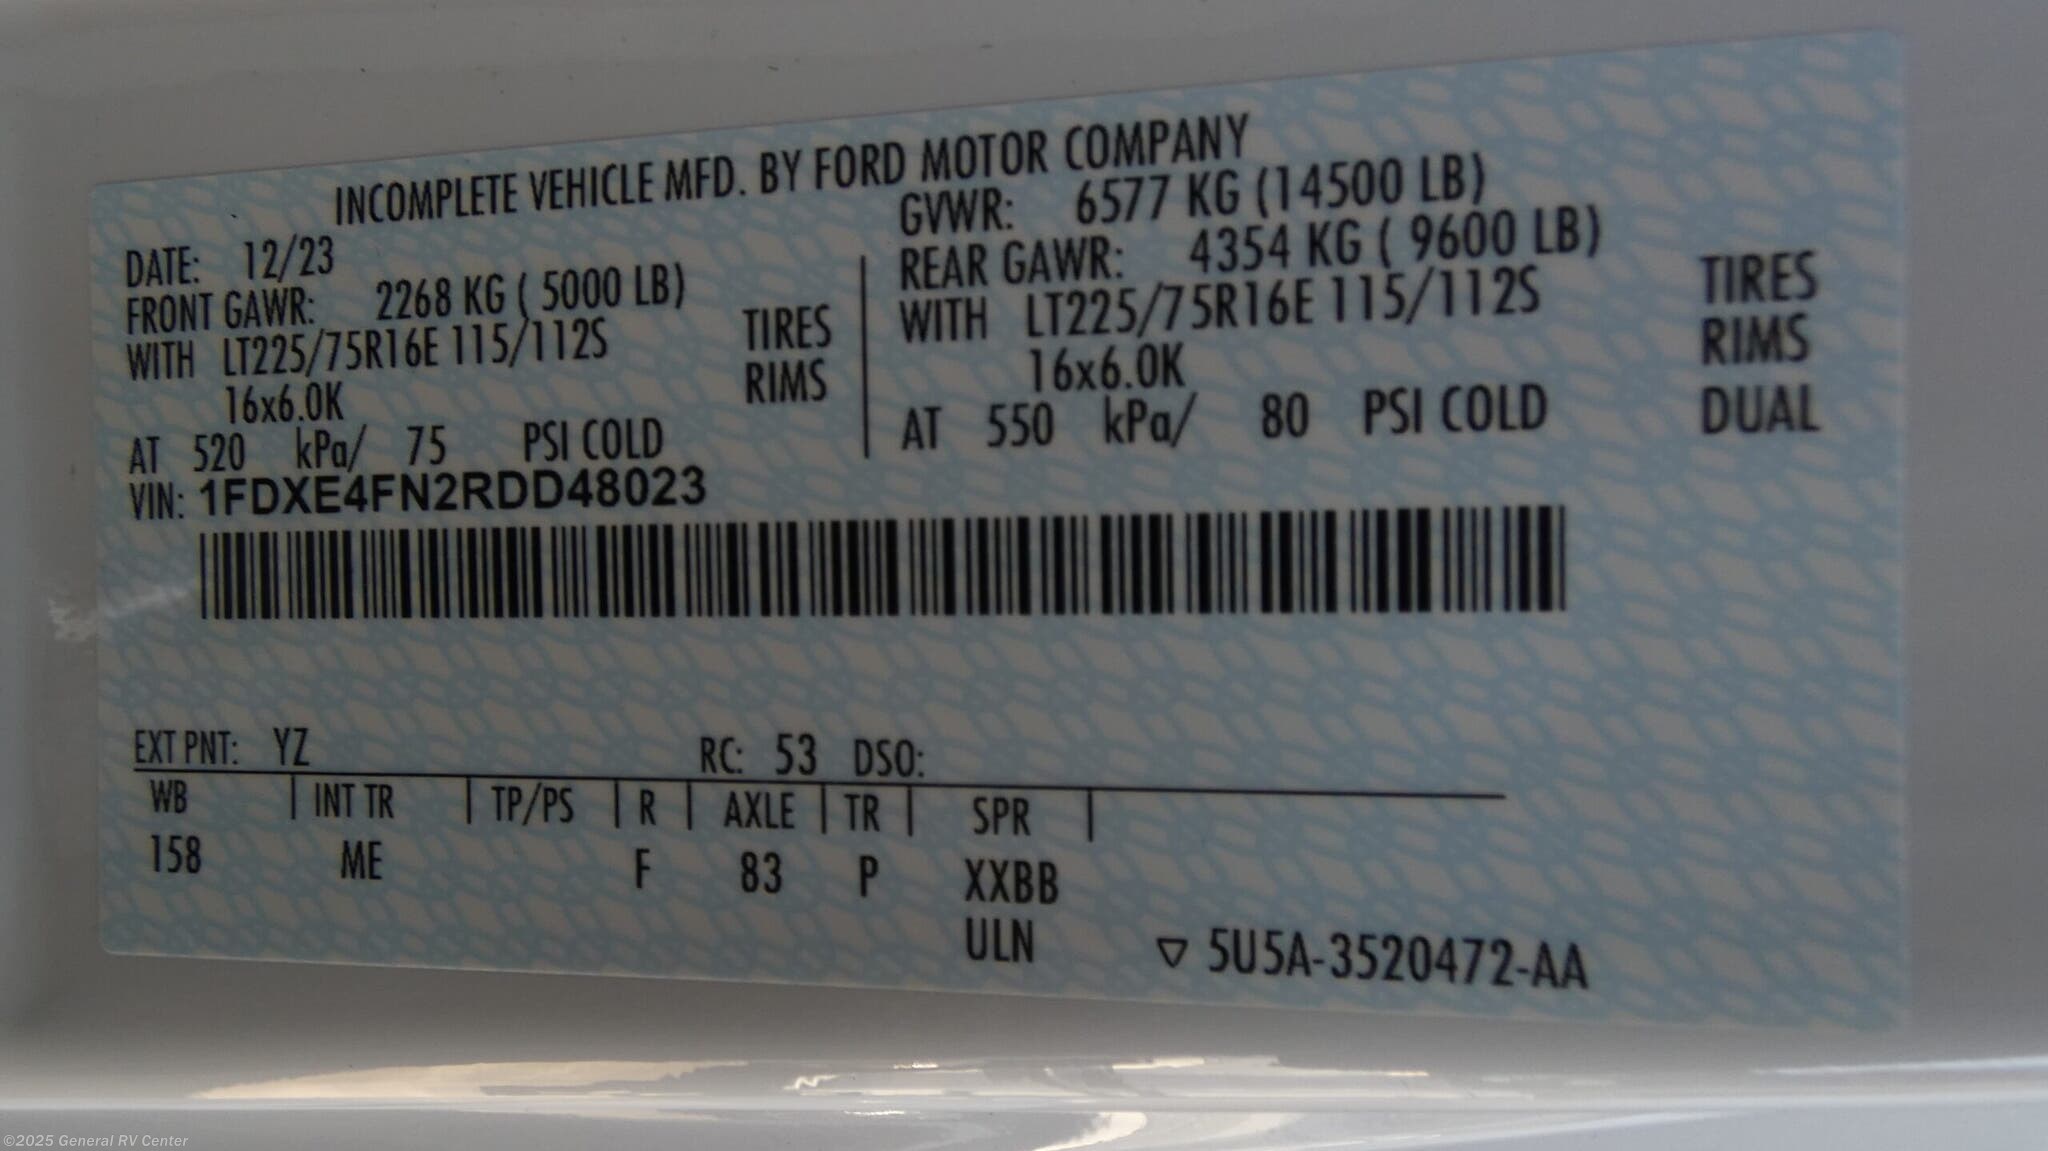 INCOMPLETE VEHICLE MFD. BY FORD MOTOR COMPANY
DATE: 12/23
GVWR: 6577 KG (14500 LB)
FRONT GAWR: 2268 KG ( 5000 LB)
WITH LT225/75R16E 115/112S TIRES
16x6.0K RIMS
AT 520 kPa/ 75 PSI COLD
REAR GAWR: 4354 KG ( 9600 LB)
WITH LT225/75R16E 115/112S TIRES
16x6.0K RIMS
AT 550 kPa/ 80 PSI COLD DUAL
VIN: 1FDXE4FN2RDD48023
EXT PNT: YZ RC: 53 DSO:
WB | INT TR | TP/PS | R | AXLE | TR | SPR |
158 ME F 83 P XXBB
ULN ▽ 5U5A-3520472-AA
©2025 General RV Center